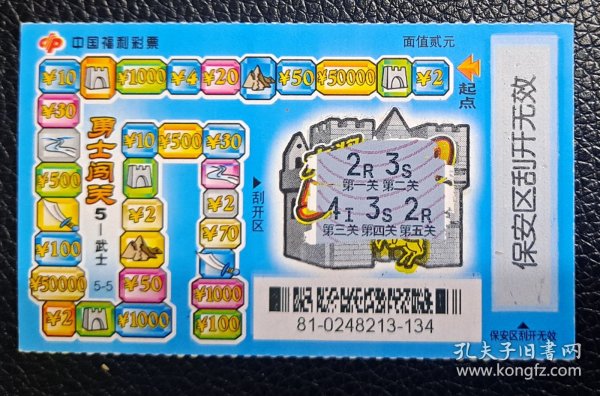 中国福利彩票
面值贰元
¥10
¥1000
¥4
¥20
¥50
¥50000
¥2
起点
¥30
¥500
¥100
¥50000
¥2
¥1000
¥50
¥2
¥10
¥500
¥30
¥70
¥1000
¥100
勇士闯关
5—武士
5-5
刮开区
2R 3S
第一关 第二关
4I 3S 2R
第三关 第四关 第五关
81-0248213-134
保安区刮开无效
保安区刮开无效
孔夫子旧书网
www.kongfz.com